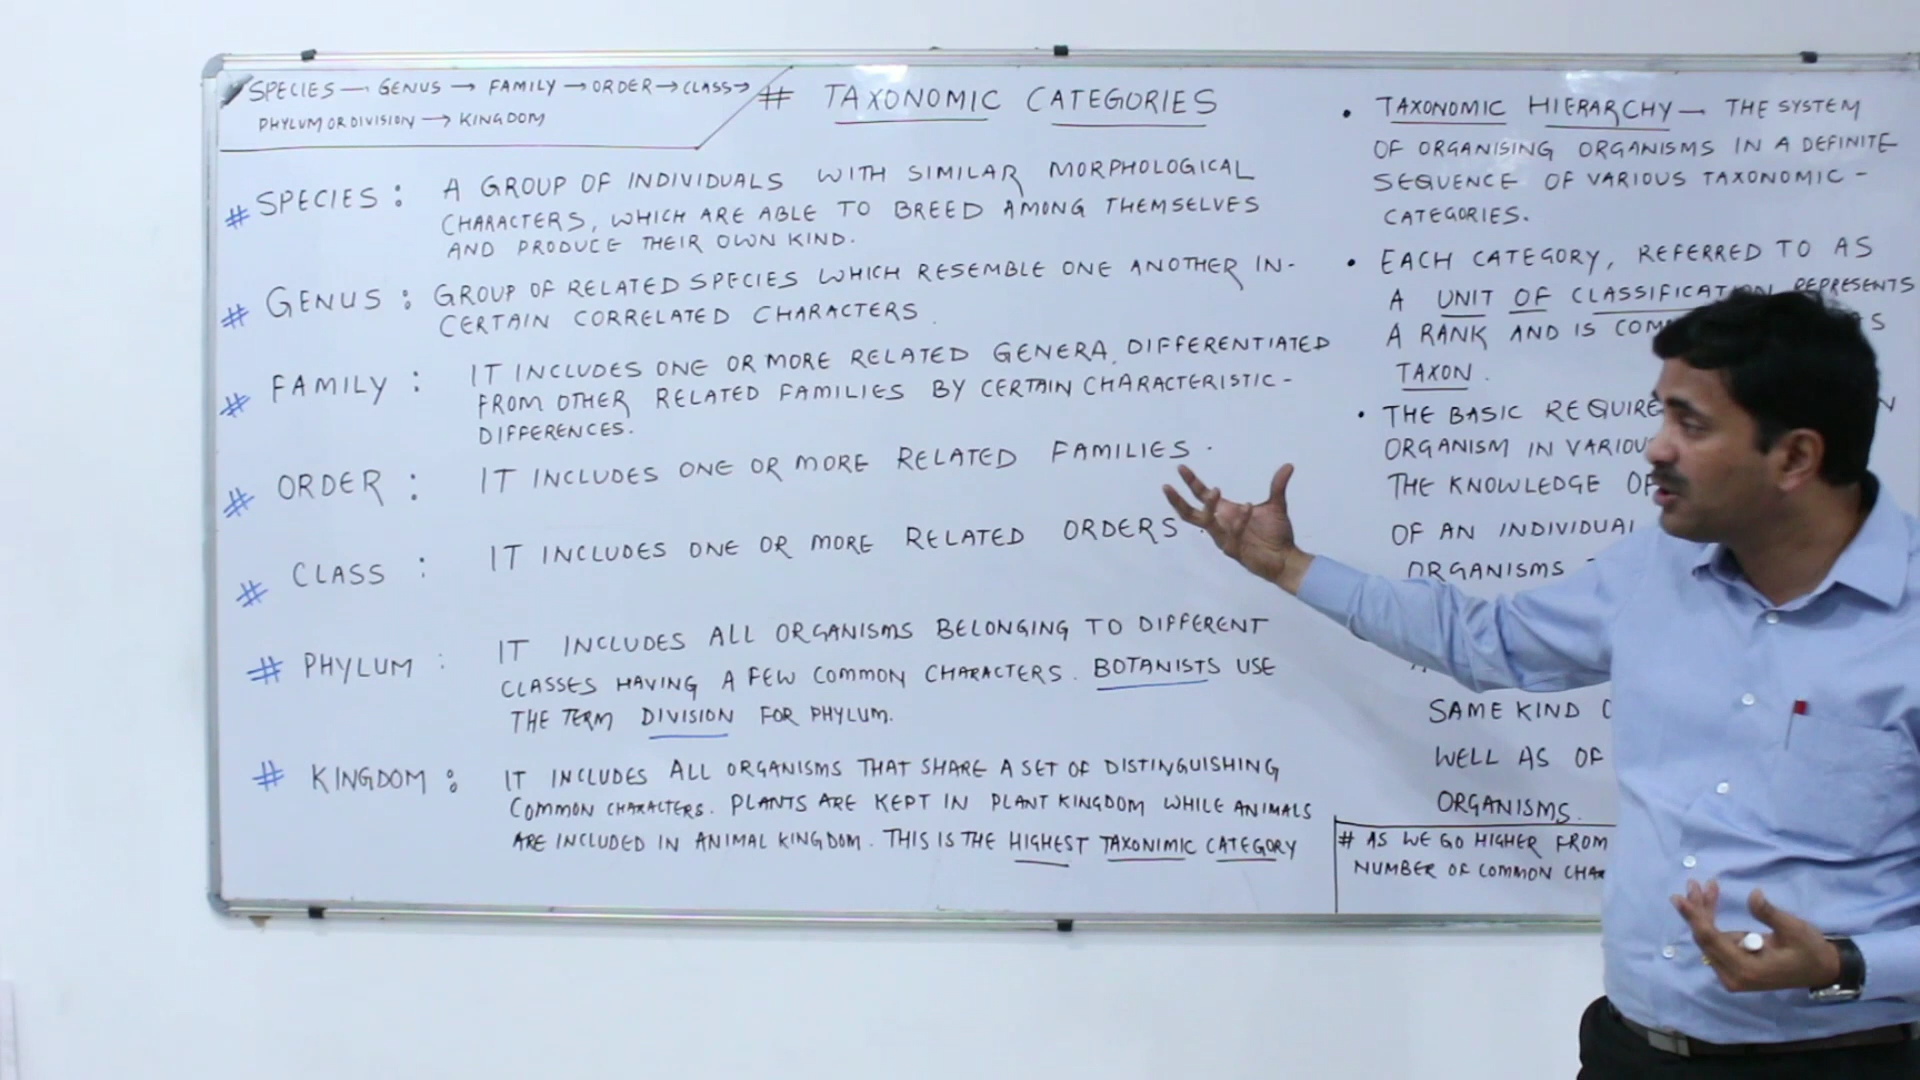 SPECIES → GENUS → FAMILY → ORDER → CLASS →
PHYLUM OR DIVISION → KINGDOM
# TAXONOMIC CATEGORIES
# SPECIES : A GROUP OF INDIVIDUALS WITH SIMILAR MORPHOLOGICAL
CHARACTERS, WHICH ARE ABLE TO BREED AMONG THEMSELVES
AND PRODUCE THEIR OWN KIND.
# GENUS : GROUP OF RELATED SPECIES WHICH RESEMBLE ONE ANOTHER IN-
CERTAIN CORRELATED CHARACTERS.
# FAMILY : IT INCLUDES ONE OR MORE RELATED GENERA, DIFFERENTIATED
FROM OTHER RELATED FAMILIES BY CERTAIN CHARACTERISTIC-
DIFFERENCES.
# ORDER : IT INCLUDES ONE OR MORE RELATED FAMILIES.
# CLASS : IT INCLUDES ONE OR MORE RELATED ORDERS.
# PHYLUM : IT INCLUDES ALL ORGANISMS BELONGING TO DIFFERENT
CLASSES HAVING A FEW COMMON CHARACTERS. BOTANISTS USE
THE TERM DIVISION FOR PHYLUM.
# KINGDOM : IT INCLUDES ALL ORGANISMS THAT SHARE A SET OF DISTINGUISHING
COMMON CHARACTERS. PLANTS ARE KEPT IN PLANT KINGDOM WHILE ANIMALS
ARE INCLUDED IN ANIMAL KINGDOM. THIS IS THE HIGHEST TAXONIMIC CATEGORY
• TAXONOMIC HIERARCHY — THE SYSTEM
OF ORGANISING ORGANISMS IN A DEFINITE
SEQUENCE OF VARIOUS TAXONOMIC -
CATEGORIES.
• EACH CATEGORY, REFERRED TO AS
A UNIT OF CLASSIFICATION REPRESENTS
A RANK AND IS
TAXON.
• THE BASIC
ORGANISM IN
THE KNOWLEDGE OF
OF AN INDIVIDUAL
ORGANISMS
SAME KIND
WELL AS OF
ORGANISMS.
# AS WE GO HIGHER FROM
NUMBER OF COMMON